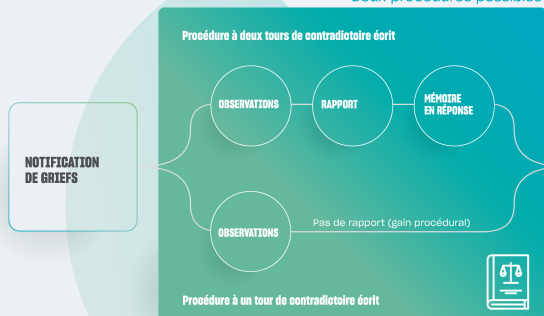 Deux procédures possibles
Procédure à deux tours de contradictoire écrit
OBSERVATIONS
RAPPORT
MÉMOIRE
EN RÉPONSE
NOTIFICATION
DE GRIEFS
OBSERVATIONS
Pas de rapport (gain procédural)
Procédure à un tour de contradictoire écrit